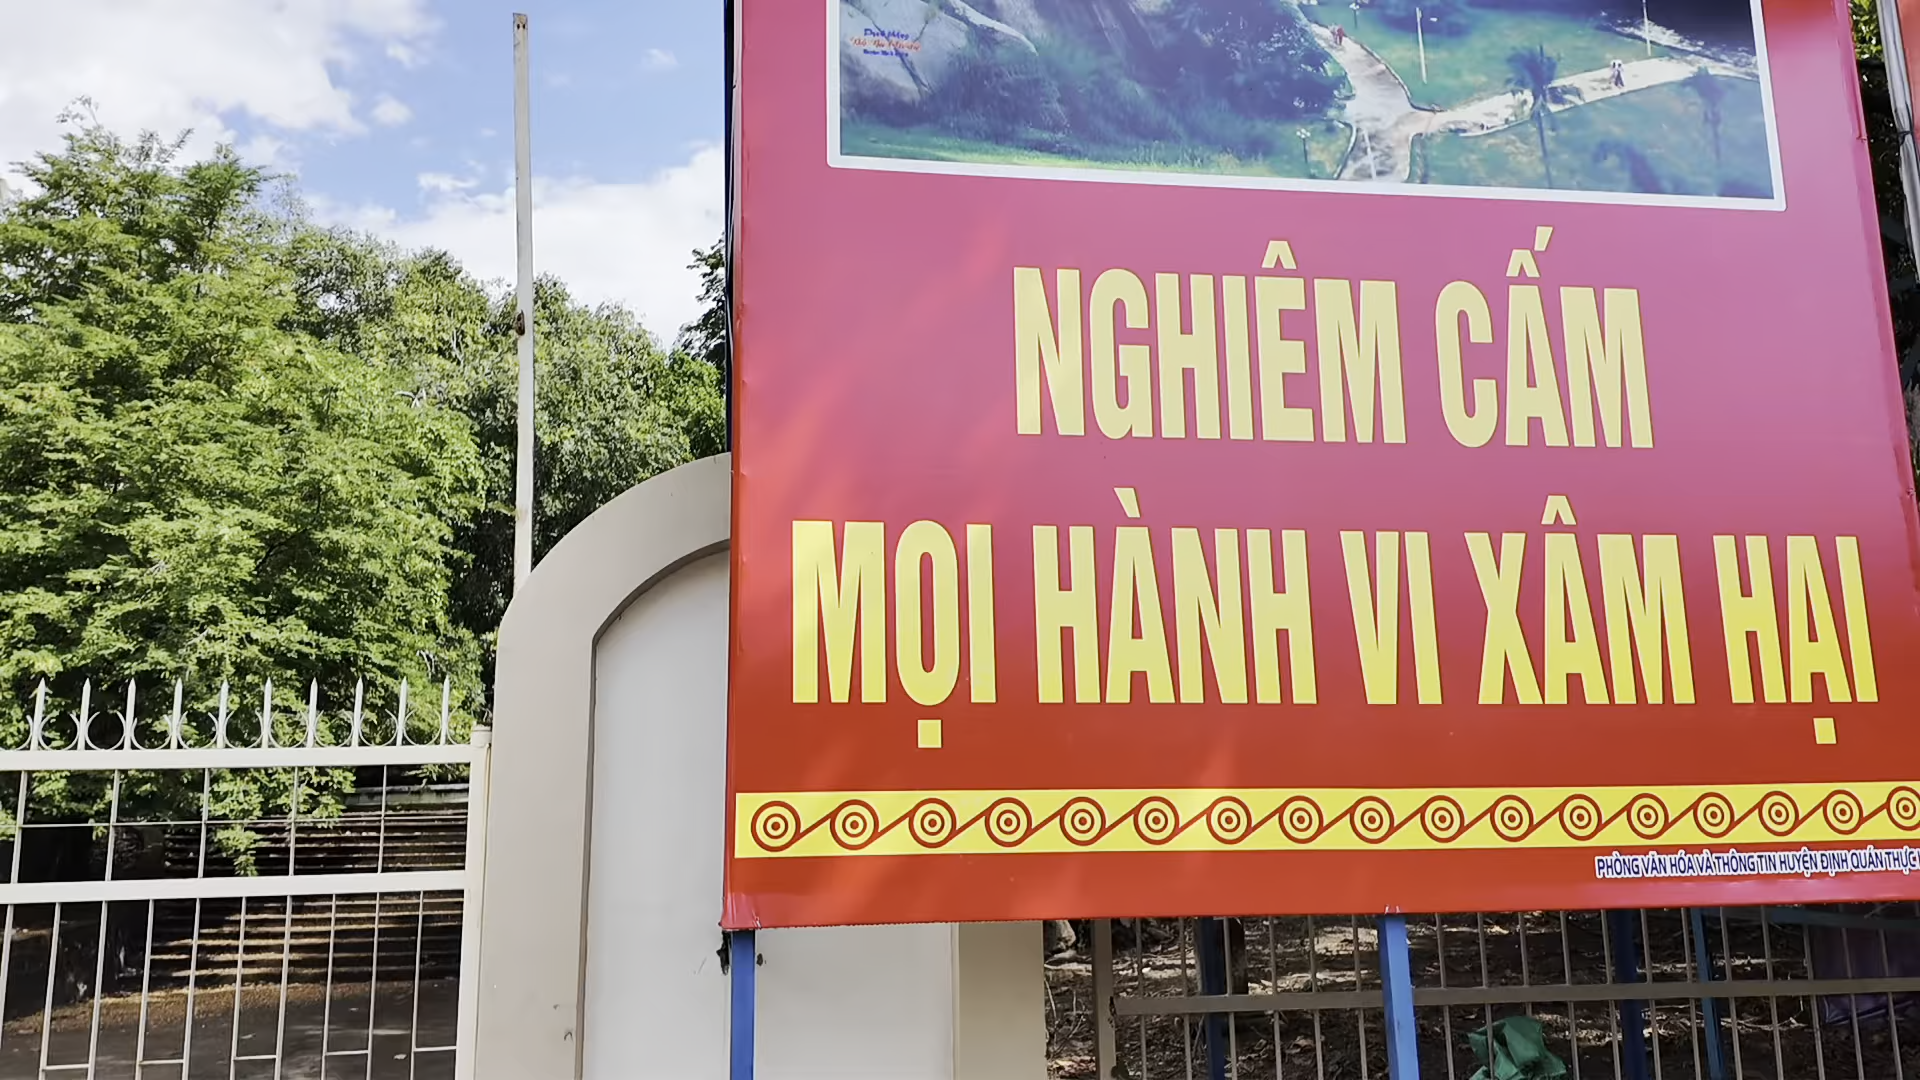 NGHIÊM CẤM
MỌI HÀNH VI XÂM HẠI
PHÒNG VĂN HÓA VÀ THÔNG TIN HUYỆN ĐỊNH QUÁN THỰC